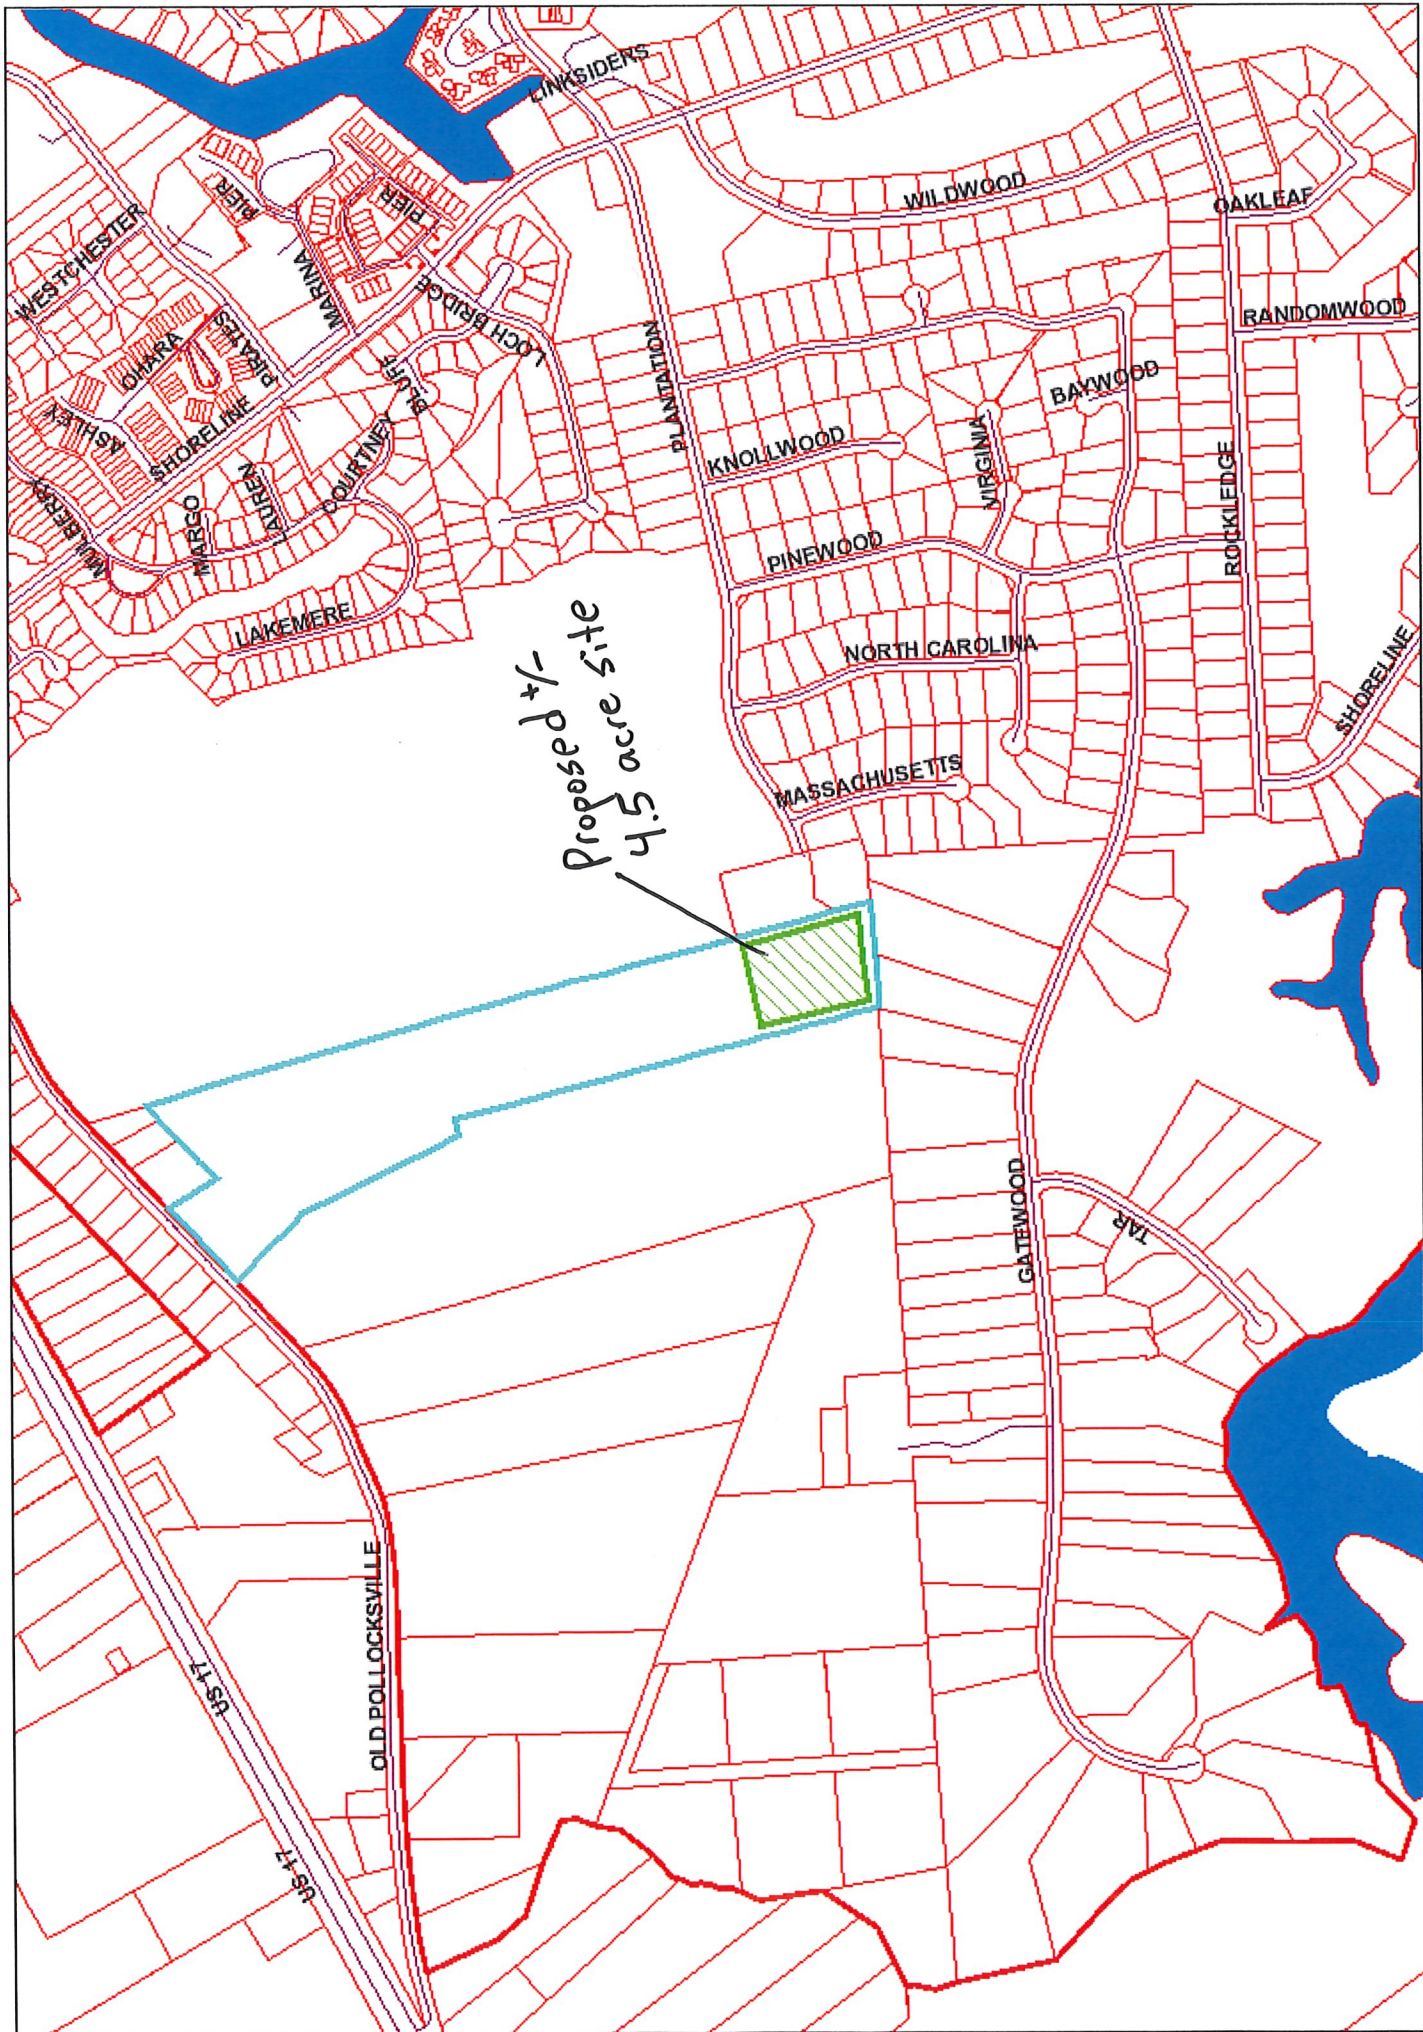 LINKSIDERS
WILDWOOD
OAKLEAF
PIER
PIER
PIER
WESTCHESTER
MARINA
LOCH BRIDGE
RANDOMWOOD
OHARA
PIRATES
BLUFF
PLANTATION
BAYWOOD
ASHLEY
SHORELINE
COURTNEY
KNOLLWOOD
VIRGINIA
ROCKLEDGE
MULBERRY
MARGO
LAUREN
PINEWOOD
LAKEMERE
NORTH CAROLINA
SHORELINE
Proposed +/-
4.5 acre site
MASSACHUSETTS
GATEWOOD
TAR
OLD POLLOCKSVILLE
US 17
US 17